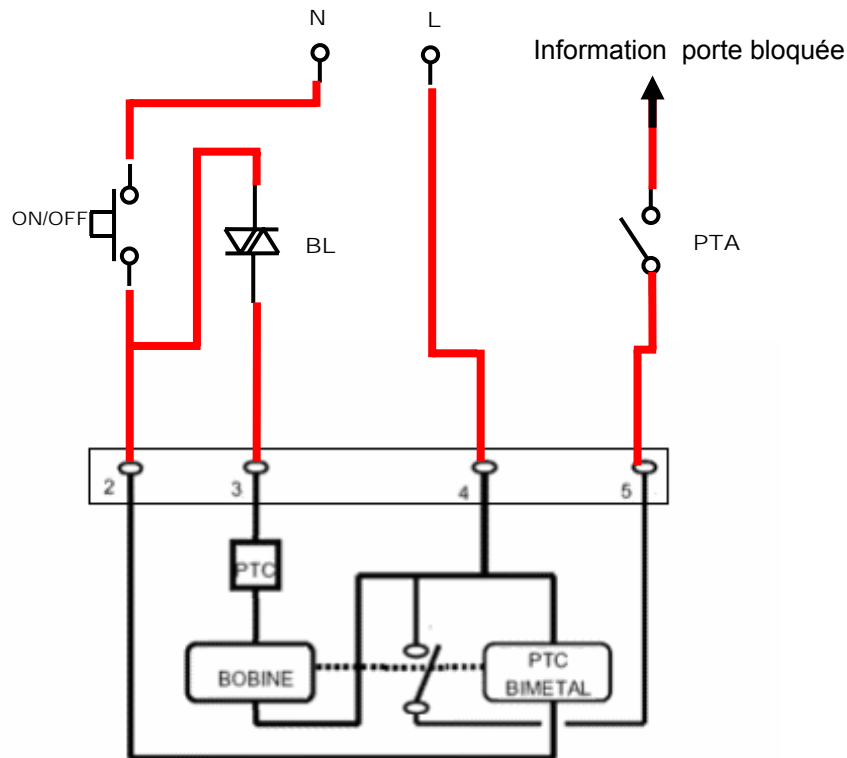 N
L
Information porte bloquée
ON/OFF
BL
PTA
2
3
4
5
PTC
BOBINE
PTC
BIMETAL